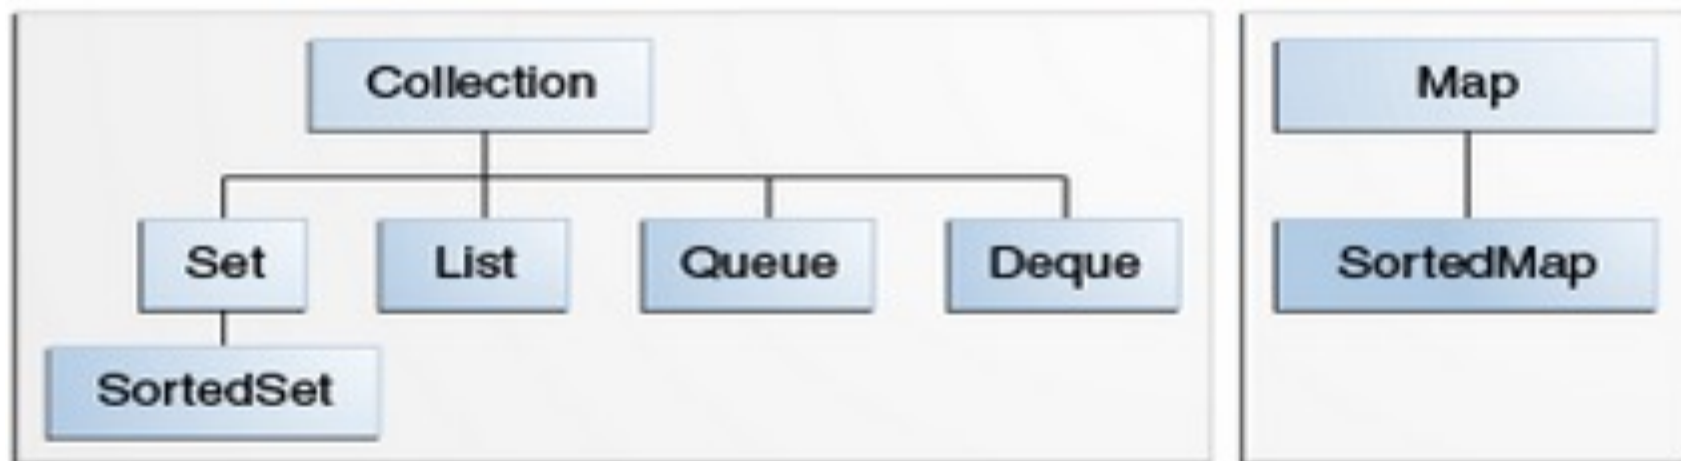 Collection
Map
Set
List
Queue
Deque
SortedMap
SortedSet